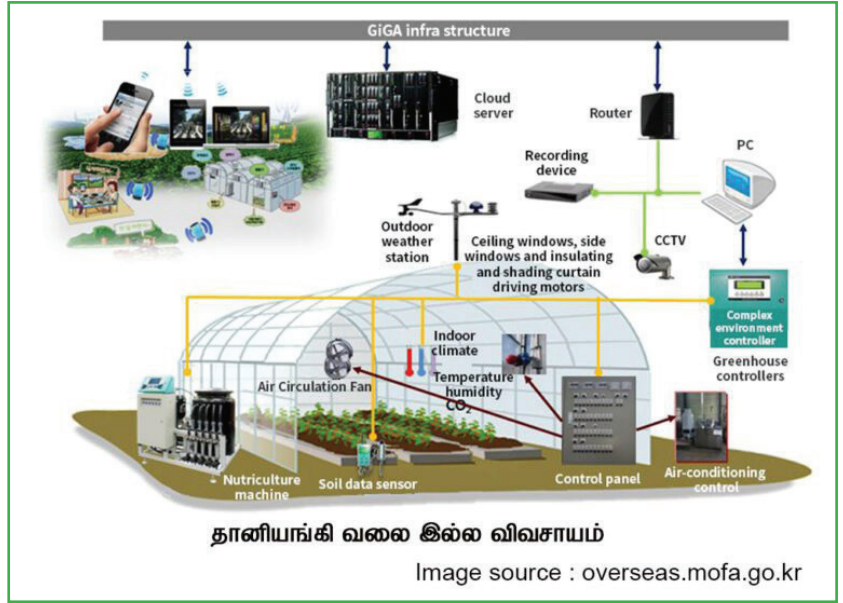 GiGA infra structure
Cloud
server
Router
PC
Recording
device
CCTV
Outdoor
weather
station
Ceiling windows, side
windows and insulating
and shading curtain
driving motors
Complex
environment
controller
Greenhouse
controllers
Indoor
climate
Temperature
humidity
CO₂
Air Circulation Fan
Nutriculture
machine
Soil data sensor
Control panel
Air-conditioning
control
தானியங்கி வலை இல்ல விவசாயம்
Image source : overseas.mofa.go.kr